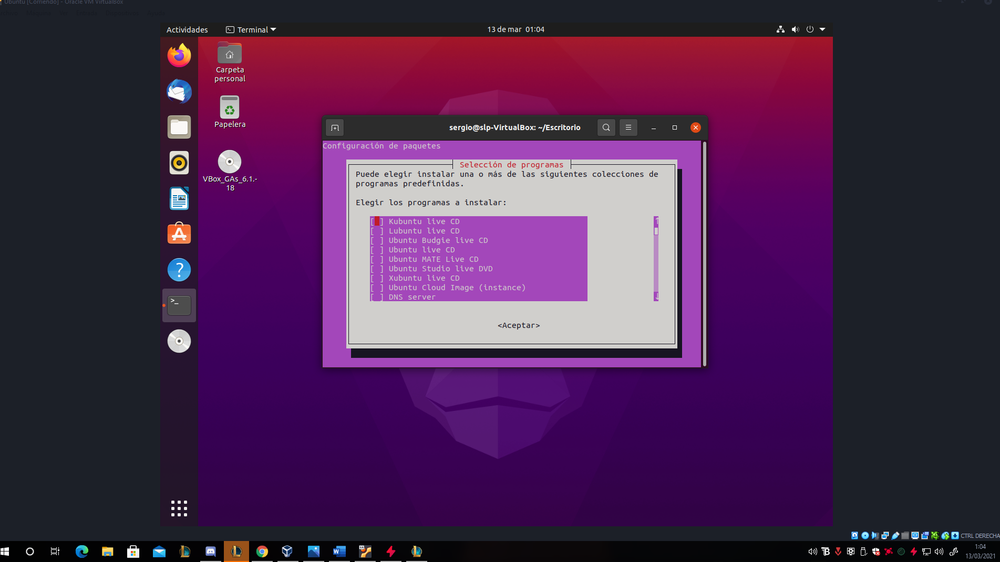 Ubuntu [Corriendo] - Oracle VM VirtualBox
Archivo Máquina Ver Entrada Dispositivos Ayuda
Actividades Terminal 13 de mar 01:04
Carpeta
personal
Papelera
VBox_GAs_6.1.-
18
sergio@slp-VirtualBox: ~/Escritorio
Configuración de paquetes
Selección de programas
Puede elegir instalar una o más de las siguientes colecciones de
programas predefinidas.
Elegir los programas a instalar:
[ ] Kubuntu live CD
[ ] Lubuntu live CD
[ ] Ubuntu Budgie live CD
[ ] Ubuntu live CD
[ ] Ubuntu MATE Live CD
[ ] Ubuntu Studio live DVD
[ ] Xubuntu live CD
[ ] Ubuntu Cloud Image (instance)
[ ] DNS server
<Aceptar>
CTRL DERECHA
1:04
13/03/2021